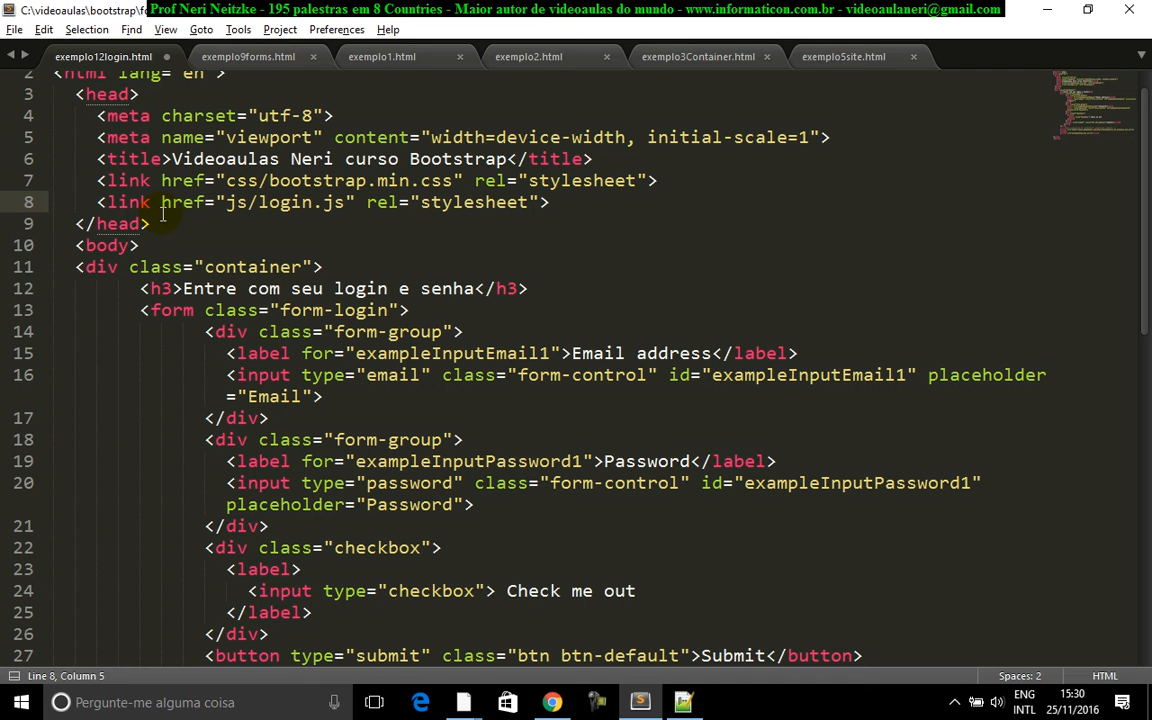 C:\videoaulas\bootstrap\fo
Prof Neri Neitzke - 195 palestras em 8 Countries - Maior autor de videoaulas do mundo - www.informaticon.com.br - videoaulaneri@gmail.com
File Edit Selection Find View Goto Tools Project Preferences Help
exemplo12login.html exemplo9forms.html exemplo1.html exemplo2.html exemplo3Container.html exemplo5site.html
2 <html lang="en">
3 <head>
4 <meta charset="utf-8">
5 <meta name="viewport" content="width=device-width, initial-scale=1">
6 <title>Videoaulas Neri curso Bootstrap</title>
7 <link href="css/bootstrap.min.css" rel="stylesheet">
8 <link href="js/login.js" rel="stylesheet">
9 </head>
10 <body>
11 <div class="container">
12 <h3>Entre com seu login e senha</h3>
13 <form class="form-login">
14 <div class="form-group">
15 <label for="exampleInputEmail1">Email address</label>
16 <input type="email" class="form-control" id="exampleInputEmail1" placeholder
="Email">
17 </div>
18 <div class="form-group">
19 <label for="exampleInputPassword1">Password</label>
20 <input type="password" class="form-control" id="exampleInputPassword1"
placeholder="Password">
21 </div>
22 <div class="checkbox">
23 <label>
24 <input type="checkbox"> Check me out
25 </label>
26 </div>
27 <button type="submit" class="btn btn-default">Submit</button>
Line 8, Column 5 Spaces: 2 HTML
Pergunte-me alguma coisa
ENG 15:30
INTL 25/11/2016